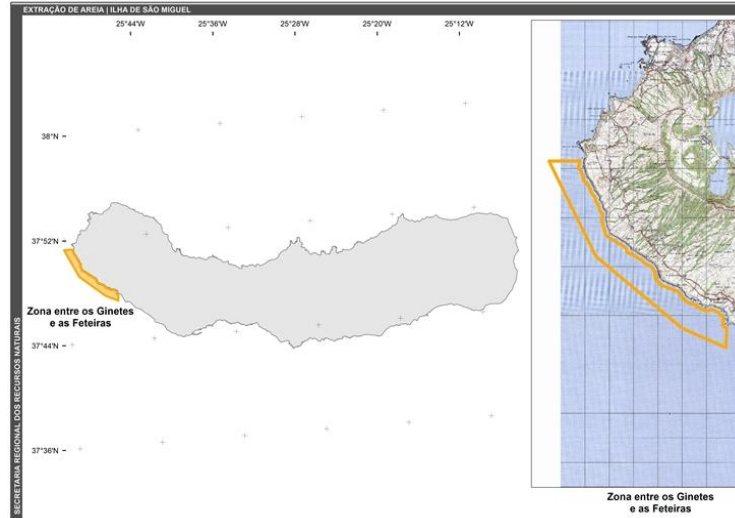 EXTRAÇÃO DE AREIA | ILHA DE SÃO MIGUEL
25°44'W 25°36'W 25°28'W 25°20'W 25°12'W
38°N
37°52'N
37°44'N
37°36'N
Zona entre os Ginetes
e as Feteiras
SECRETARIA REGIONAL DOS RECURSOS NATURAIS
Zona entre os Ginetes
e as Feteiras